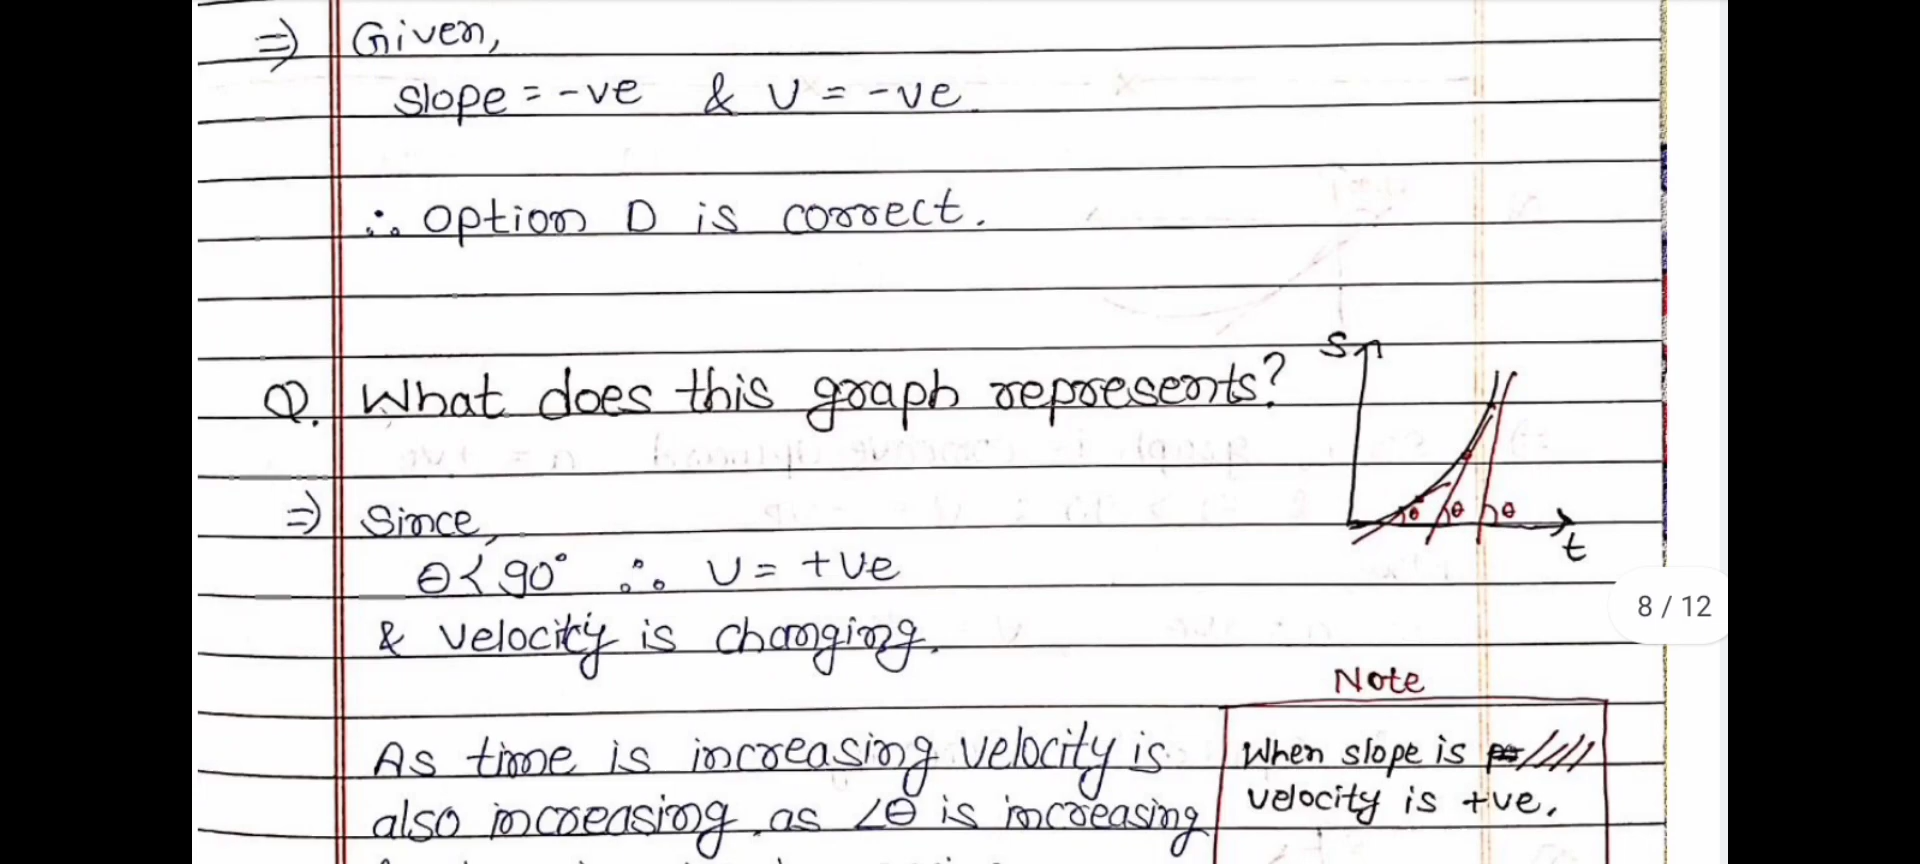 ⇒) Given,
slope = -ve & v = -ve.
∴ option D is correct.
Q. What does this graph represents?
S
θ θ θ
t
⇒) Since,
θ < 90° ∴ v = +ve
& velocity is changing.
8 / 12
As time is increasing velocity is
also increasing as ∠θ is increasing
Note
When slope is ////
velocity is +ve.